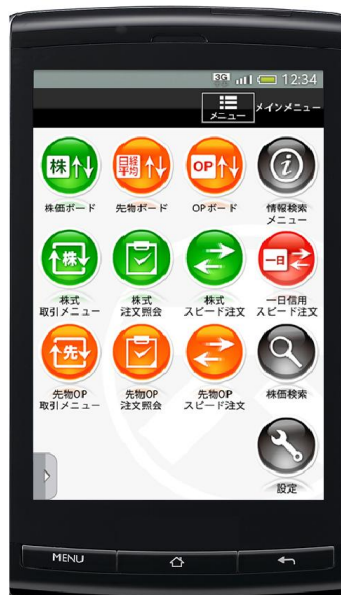 3G 12:34
メニュー メインメニュー
株 日経平均 OP
株価ボード 先物ボード OPボード 情報検索
メニュー
株 一日
株式
取引メニュー
株式
注文照会
株式
スピード注文
一日信用
スピード注文
先
先物OP
取引メニュー
先物OP
注文照会
先物OP
スピード注文
株価検索
設定
MENU